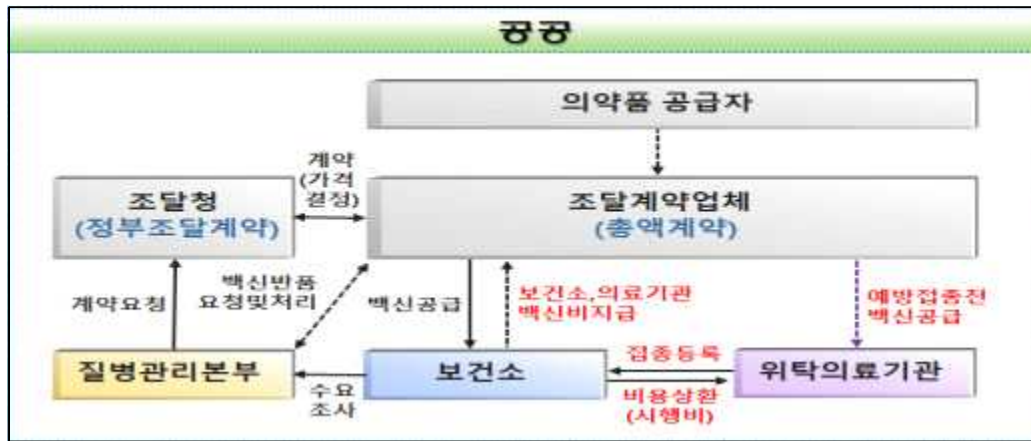 공공
의약품 공급자
계약
(가격
결정)
조달청
(정부조달계약)
조달계약업체
(총액계약)
계약요청
백신반품
요청및처리
백신공급
보건소,의료기관
백신비지급
예방접종전
백신공급
질병관리본부
수요
조사
보건소
접종등록
비용상환
(시행비)
위탁의료기관